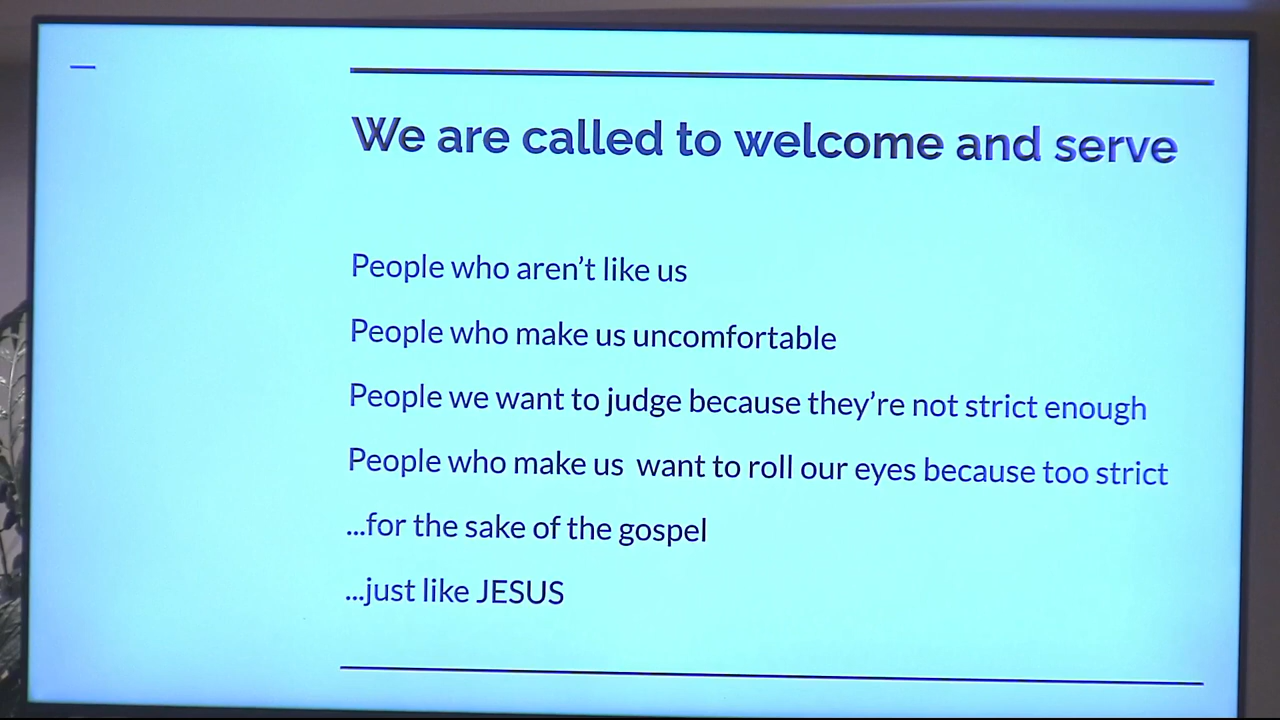 We are called to welcome and serve
People who aren’t like us
People who make us uncomfortable
People we want to judge because they’re not strict enough
People who make us  want to roll our eyes because too strict
...for the sake of the gospel
...just like JESUS